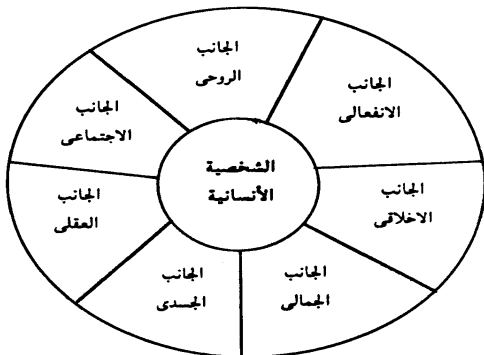 الجانب
الروحى
الجانب
الانفعالى
الجانب
الاجتماعى
الشخصية
الأنسانية
الجانب
الاخلاقى
الجانب
العقلى
الجانب
الجمالى
الجانب
الجسدى